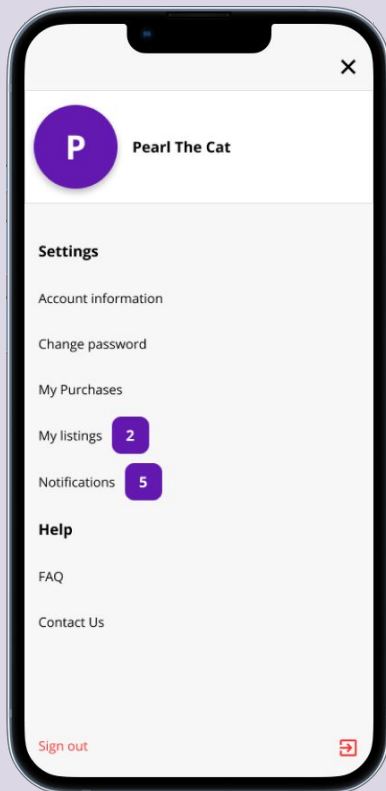 P
Pearl The Cat
Settings
Account information
Change password
My Purchases
My listings 2
Notifications 5
Help
FAQ
Contact Us
Sign out